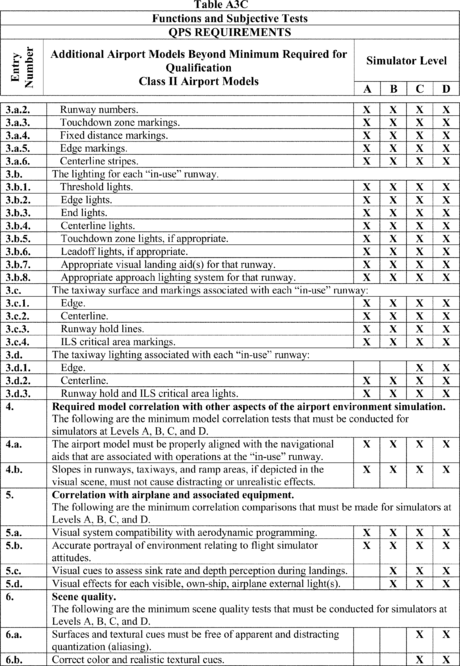 Table A3C
Functions and Subjective Tests
QPS REQUIREMENTS
Entry Number
Additional Airport Models Beyond Minimum Required for
Qualification
Class II Airport Models
Simulator Level
A B C D
3.a.2. Runway numbers. X X X X
3.a.3. Touchdown zone markings. X X X X
3.a.4. Fixed distance markings. X X X X
3.a.5. Edge markings. X X X X
3.a.6. Centerline stripes. X X X X
3.b. The lighting for each “in-use” runway.
3.b.1. Threshold lights. X X X X
3.b.2. Edge lights. X X X X
3.b.3. End lights. X X X X
3.b.4. Centerline lights. X X X X
3.b.5. Touchdown zone lights, if appropriate. X X X X
3.b.6. Leadoff lights, if appropriate. X X X X
3.b.7. Appropriate visual landing aid(s) for that runway. X X X X
3.b.8. Appropriate approach lighting system for that runway. X X X X
3.c. The taxiway surface and markings associated with each “in-use” runway:
3.c.1. Edge. X X X X
3.c.2. Centerline. X X X X
3.c.3. Runway hold lines. X X X X
3.c.4. ILS critical area markings. X X X X
3.d. The taxiway lighting associated with each “in-use” runway:
3.d.1. Edge. X X
3.d.2. Centerline. X X X X
3.d.3. Runway hold and ILS critical area lights. X X X X
4. Required model correlation with other aspects of the airport environment simulation.
The following are the minimum model correlation tests that must be conducted for
simulators at Levels A, B, C, and D.
4.a. The airport model must be properly aligned with the navigational X X X X
aids that are associated with operations at the “in-use” runway.
4.b. Slopes in runways, taxiways, and ramp areas, if depicted in the X X X X
visual scene, must not cause distracting or unrealistic effects.
5. Correlation with airplane and associated equipment.
The following are the minimum correlation comparisons that must be made for simulators at
Levels A, B, C, and D.
5.a. Visual system compatibility with aerodynamic programming. X X X X
5.b. Accurate portrayal of environment relating to flight simulator X X X X
attitudes.
5.c. Visual cues to assess sink rate and depth perception during landings. X X X
5.d. Visual effects for each visible, own-ship, airplane external light(s). X X X
6. Scene quality.
The following are the minimum scene quality tests that must be conducted for simulators at
Levels A, B, C, and D.
6.a. Surfaces and textural cues must be free of apparent and distracting X X
quantization (aliasing).
6.b. Correct color and realistic textural cues. X X